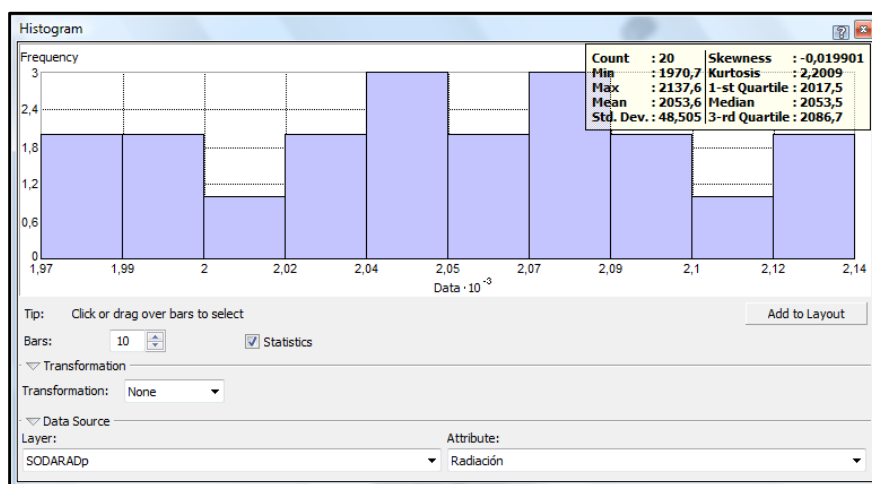 Histogram
Frequency
3
2,4
1,8
1,2
0,6
0
1,97 1,99 2 2,02 2,04 2,05 2,07 2,09 2,1 2,12 2,14
Data · 10 -3
Count : 20 Skewness : -0,019901
Min : 1970,7 Kurtosis : 2,2009
Max : 2137,6 1-st Quartile : 2017,5
Mean : 2053,6 Median : 2053,5
Std. Dev. : 48,505 3-rd Quartile : 2086,7
Tip: Click or drag over bars to select Add to Layout
Bars: 10 Statistics
Transformation
Transformation: None
Data Source
Layer: Attribute:
SODARADp Radiación